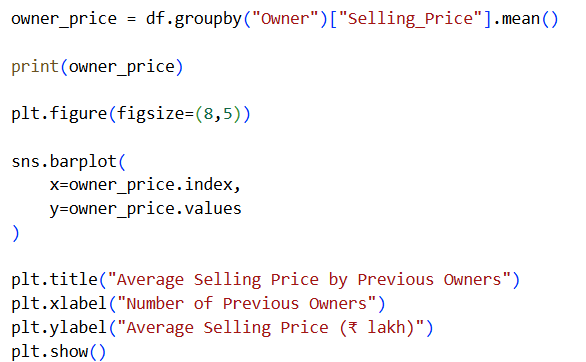 owner_price = df.groupby("Owner")["Selling_Price"].mean()
print(owner_price)
plt.figure(figsize=(8,5))
sns.barplot(
    x=owner_price.index,
    y=owner_price.values
)
plt.title("Average Selling Price by Previous Owners")
plt.xlabel("Number of Previous Owners")
plt.ylabel("Average Selling Price (₹ lakh)")
plt.show()